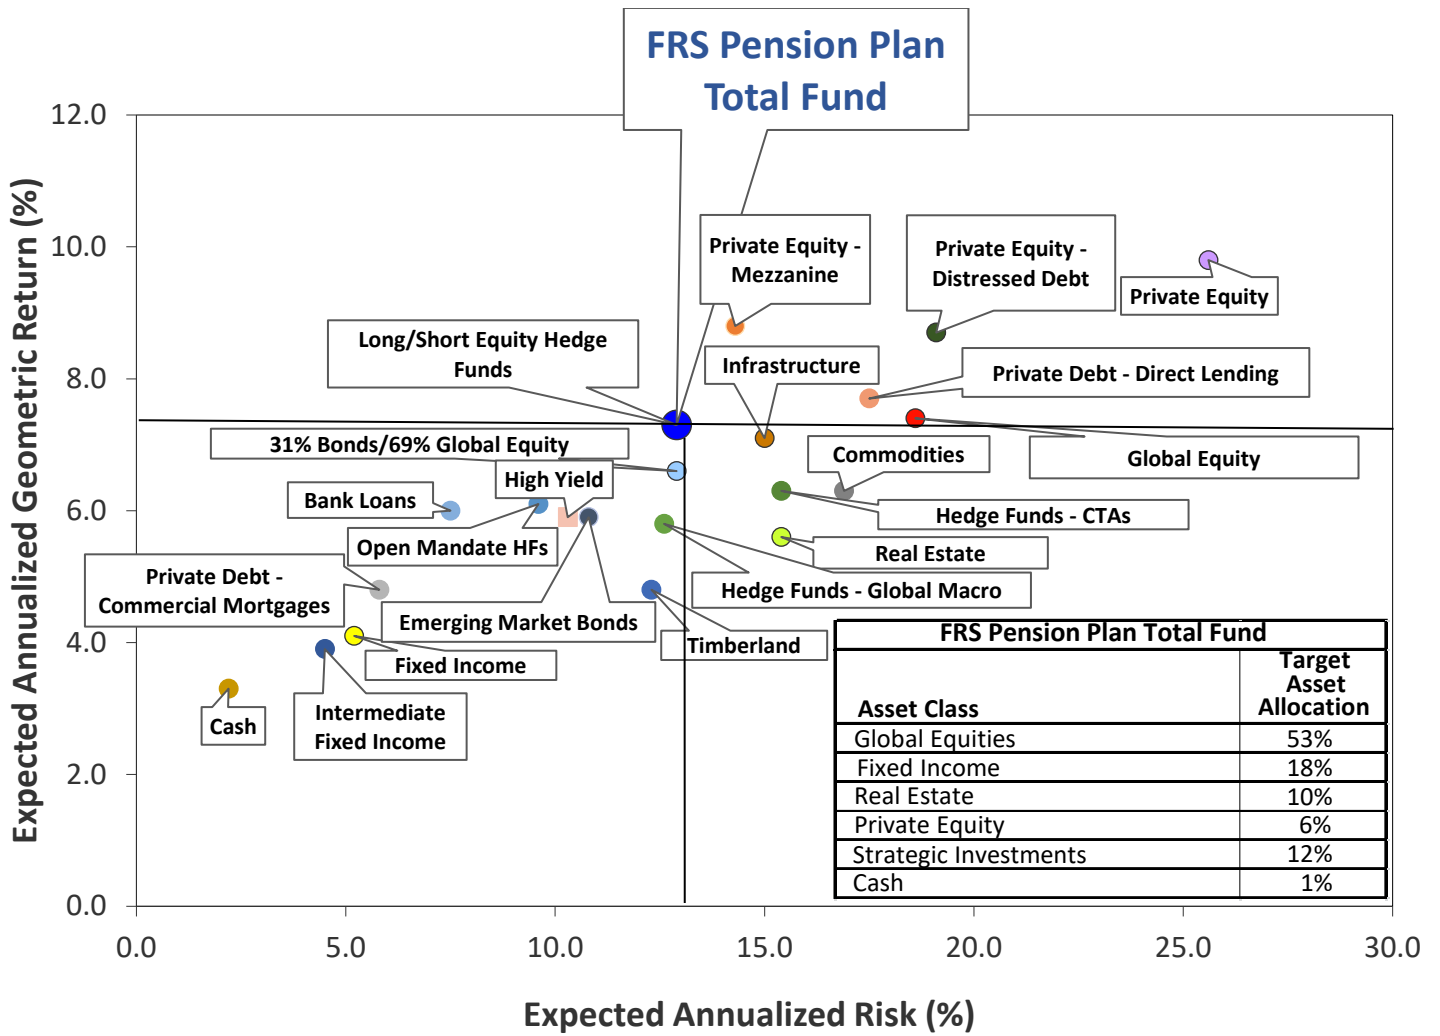 FRS Pension Plan
Total Fund
12.0
10.0
8.0
6.0
4.0
2.0
0.0
Expected Annualized Geometric Return (%)
Private Equity -
Mezzanine
Private Equity -
Distressed Debt
Private Equity
Long/Short Equity Hedge
Funds
Infrastructure
Private Debt - Direct Lending
31% Bonds/69% Global Equity
Commodities
Global Equity
High Yield
Bank Loans
Hedge Funds - CTAs
Open Mandate HFs
Real Estate
Private Debt -
Commercial Mortgages
Hedge Funds - Global Macro
Emerging Market Bonds
Timberland
Fixed Income
Cash
Intermediate
Fixed Income
FRS Pension Plan Total Fund
Target
Asset
Asset Class Allocation
Global Equities 53%
Fixed Income 18%
Real Estate 10%
Private Equity 6%
Strategic Investments 12%
Cash 1%
0.0 5.0 10.0 15.0 20.0 25.0 30.0
Expected Annualized Risk (%)